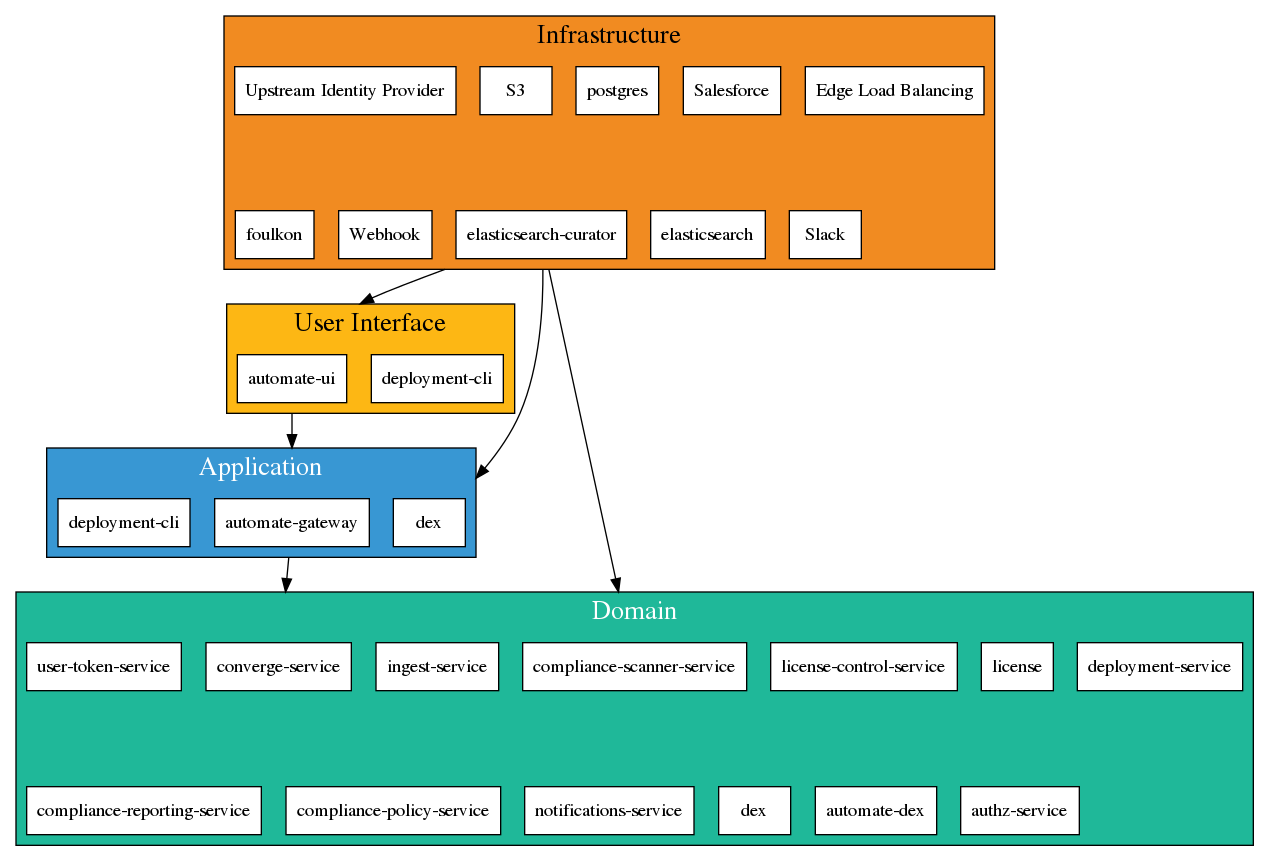 Infrastructure
Upstream Identity Provider
S3
postgres
Salesforce
Edge Load Balancing
foulkon
Webhook
elasticsearch-curator
elasticsearch
Slack
User Interface
automate-ui
deployment-cli
Application
deployment-cli
automate-gateway
dex
Domain
user-token-service
converge-service
ingest-service
compliance-scanner-service
license-control-service
license
deployment-service
compliance-reporting-service
compliance-policy-service
notifications-service
dex
automate-dex
authz-service